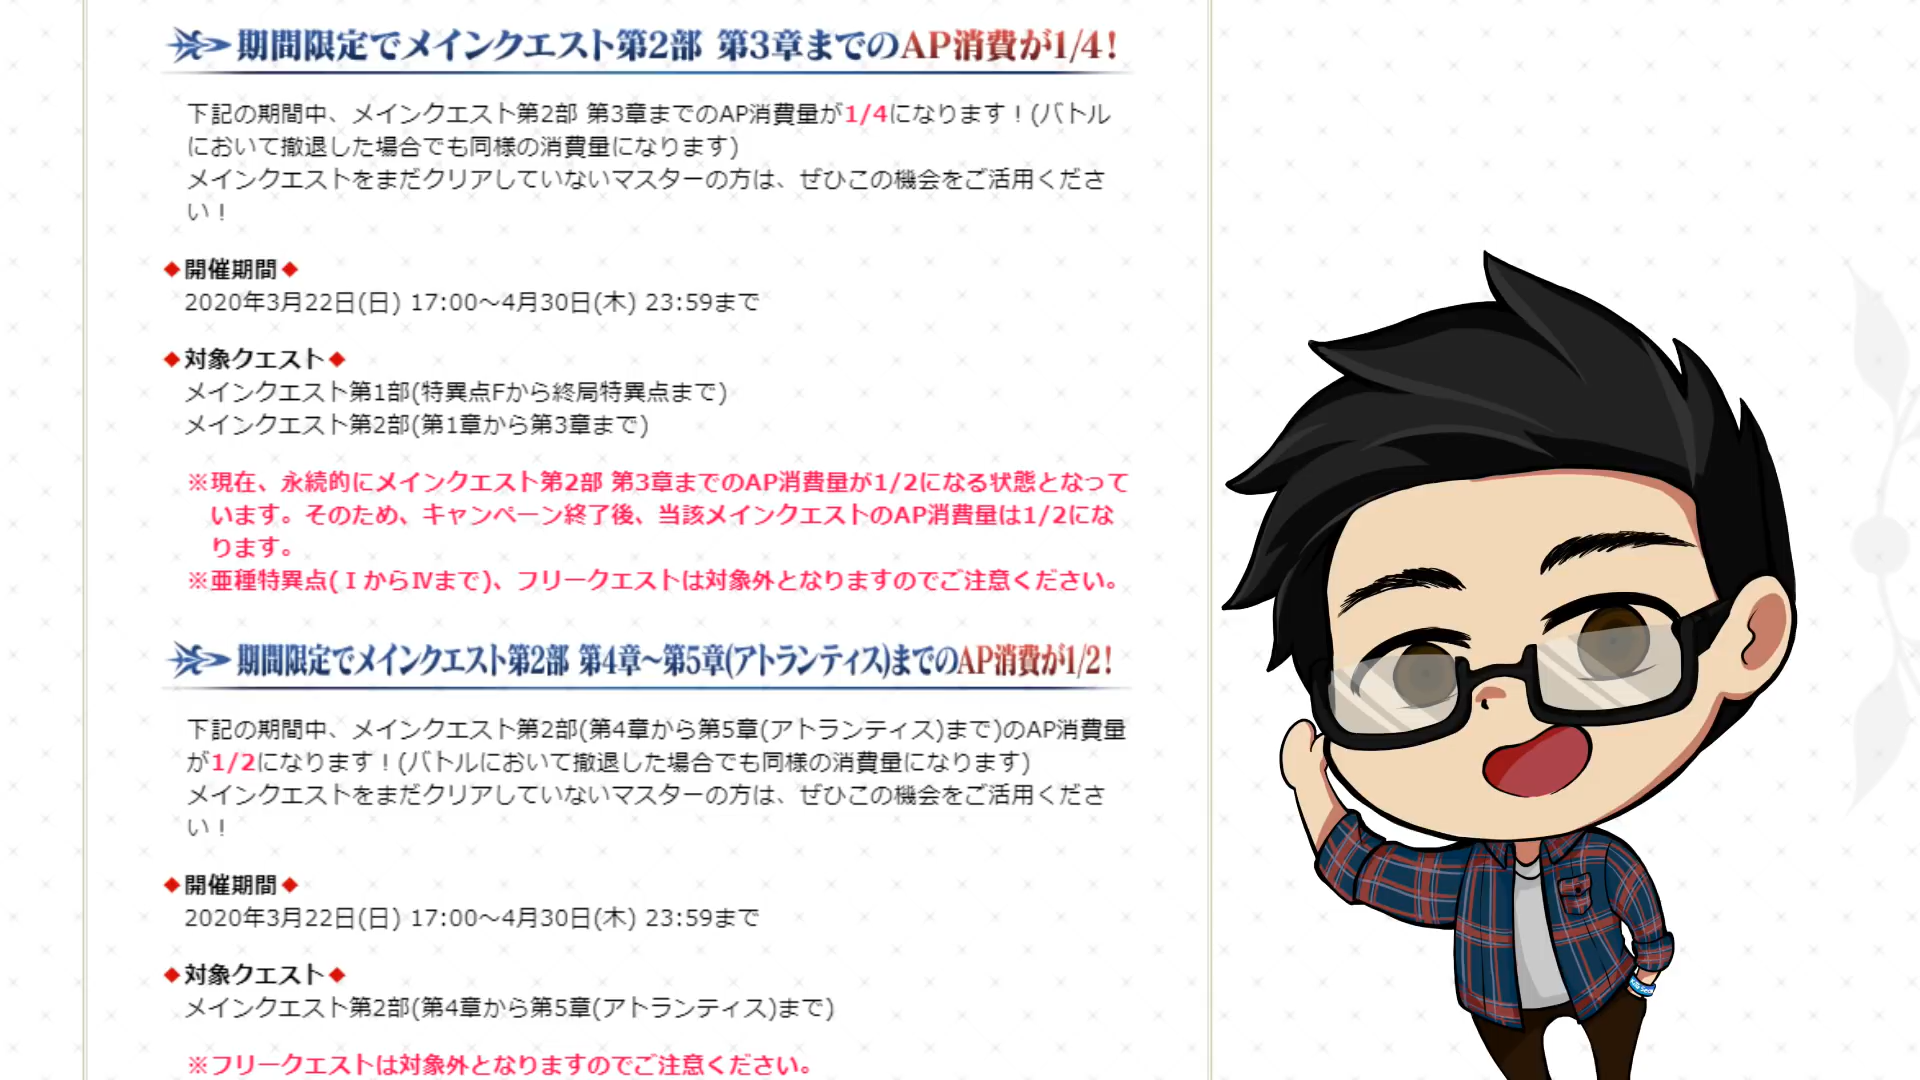 期間限定でメインクエスト第2部 第3章までのAP消費が1/4!
下記の期間中、メインクエスト第2部 第3章までのAP消費量が1/4になります！(バトル
において撤退した場合でも同様の消費量になります)
メインクエストをまだクリアしていないマスターの方は、ぜひこの機会をご活用くださ
い！
◆開催期間◆
2020年3月22日(日) 17:00～4月30日(木) 23:59まで
◆対象クエスト◆
メインクエスト第1部(特異点Fから終局特異点まで)
メインクエスト第2部(第1章から第3章まで)
※現在、永続的にメインクエスト第2部 第3章までのAP消費量が1/2になる状態となって
います。そのため、キャンペーン終了後、当該メインクエストのAP消費量は1/2にな
ります。
※亜種特異点(ⅠからⅣまで)、フリークエストは対象外となりますのでご注意ください。
期間限定でメインクエスト第2部 第4章～第5章(アトランティス)までのAP消費が1/2!
下記の期間中、メインクエスト第2部(第4章から第5章(アトランティス)まで)のAP消費量
が1/2になります！(バトルにおいて撤退した場合でも同様の消費量になります)
メインクエストをまだクリアしていないマスターの方は、ぜひこの機会をご活用くださ
い！
◆開催期間◆
2020年3月22日(日) 17:00～4月30日(木) 23:59まで
◆対象クエスト◆
メインクエスト第2部(第4章から第5章(アトランティス)まで)
※フリークエストは対象外となりますのでご注意ください。